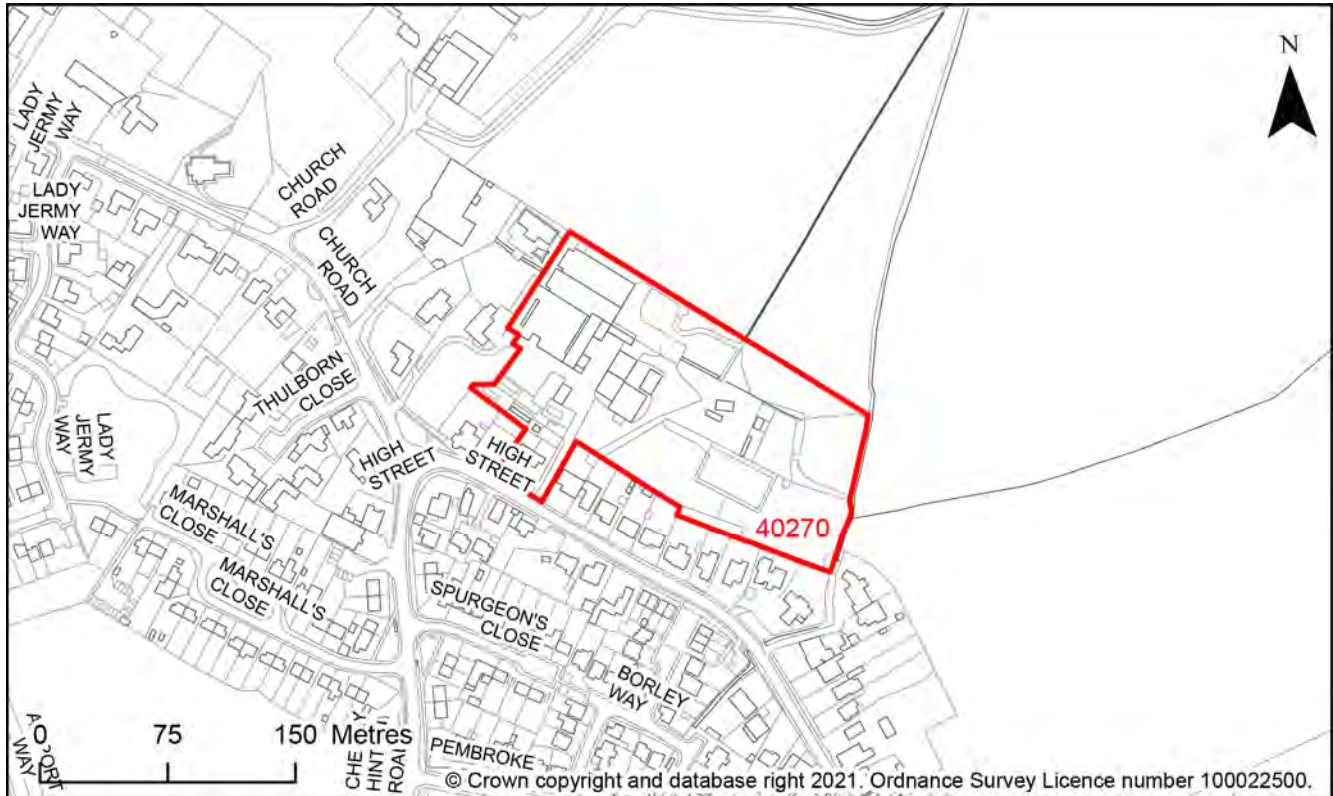 N
LADY
JERMY
WAY
LADY
JERMY
WAY
CHURCH
ROAD
CHURCH
ROAD
THULBORN
CLOSE
LADY
JERMY
WAY
HIGH
STREET
HIGH
STREET
40270
MARSHALL'S
CLOSE
MARSHALL'S
CLOSE
SPURGEON'S
CLOSE
BORLEY
WAY
PEMBROKE
WAY
0 75 150 Metres
© Crown copyright and database right 2021. Ordnance Survey Licence number 100022500.